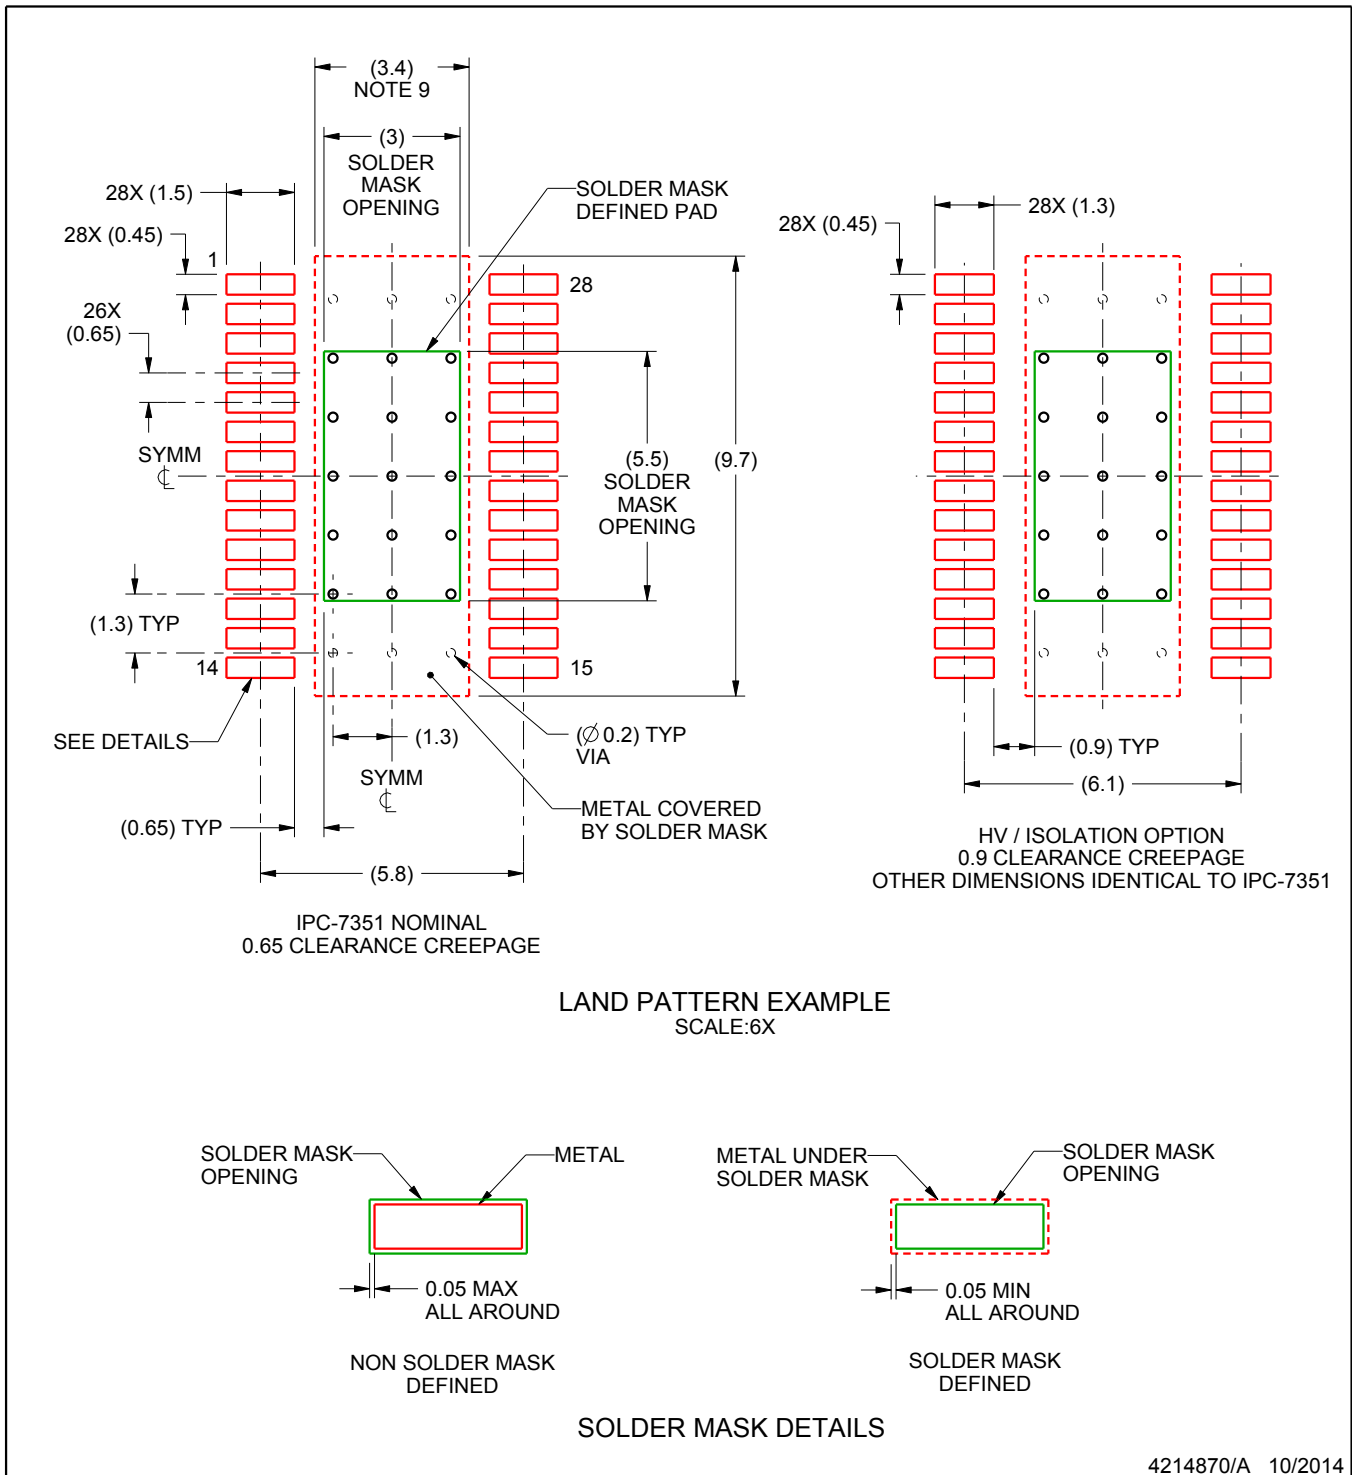 (3.4)
NOTE 9
(3)
SOLDER
MASK
OPENING
28X (1.5)
28X (0.45)
1
28
26X
(0.65)
SYMM
℄
SOLDER MASK
DEFINED PAD
(5.5)
SOLDER
MASK
OPENING
(9.7)
(1.3) TYP
14
15
SEE DETAILS
(1.3)
SYMM
℄
(∅ 0.2) TYP
VIA
METAL COVERED
BY SOLDER MASK
(0.65) TYP
(5.8)
IPC-7351 NOMINAL
0.65 CLEARANCE CREEPAGE
28X (1.3)
28X (0.45)
(0.9) TYP
(6.1)
HV / ISOLATION OPTION
0.9 CLEARANCE CREEPAGE
OTHER DIMENSIONS IDENTICAL TO IPC-7351
LAND PATTERN EXAMPLE
SCALE:6X
SOLDER MASK
OPENING
METAL
0.05 MAX
ALL AROUND
NON SOLDER MASK
DEFINED
METAL UNDER
SOLDER MASK
SOLDER MASK
OPENING
0.05 MIN
ALL AROUND
SOLDER MASK
DEFINED
SOLDER MASK DETAILS
4214870/A 10/2014